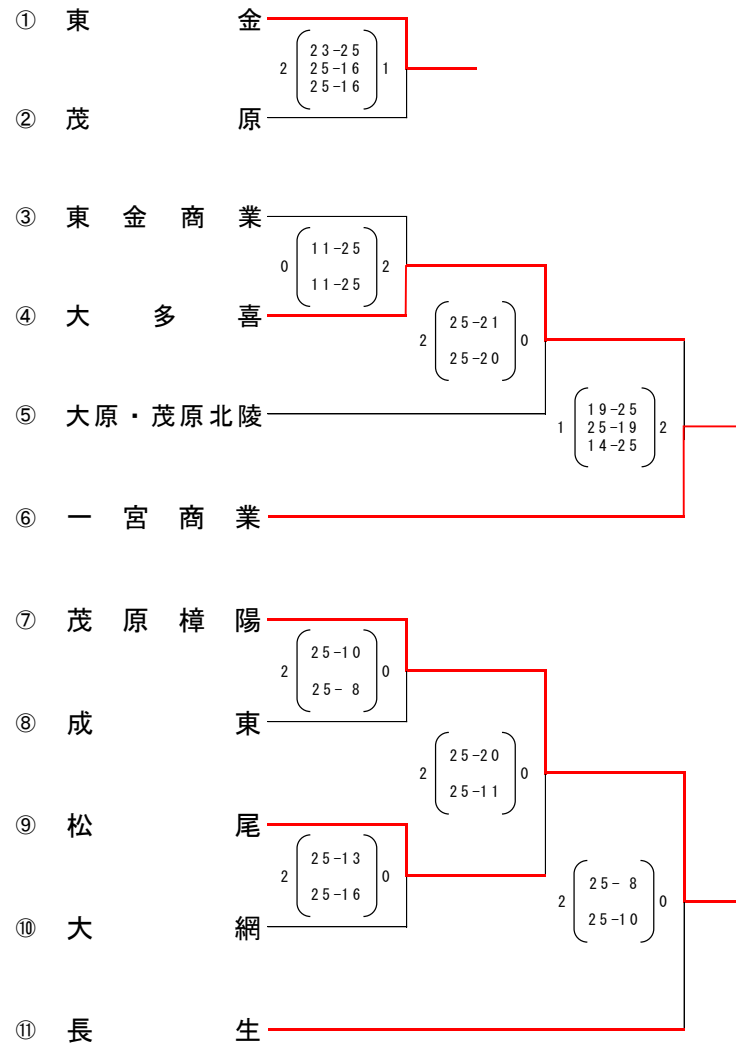 ① 東金
2 23-25 1
25-16
25-16
② 茂原
③ 東金商業
0 11-25 2
11-25
④ 大多喜
2 25-21 0
25-20
⑤ 大原・茂原北陵
1 19-25 2
25-19
14-25
⑥ 一宮商業
⑦ 茂原樟陽
2 25-10 0
25- 8
⑧ 成東
2 25-20 0
25-11
⑨ 松尾
2 25-13 0
25-16
2 25- 8 0
25-10
⑩ 大網
⑪ 長生